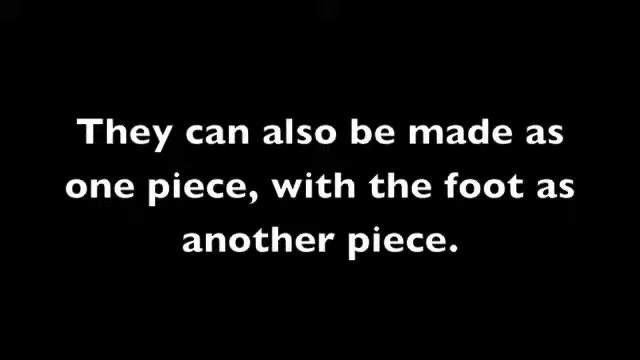 They can also be made as
one piece, with the foot as
another piece.